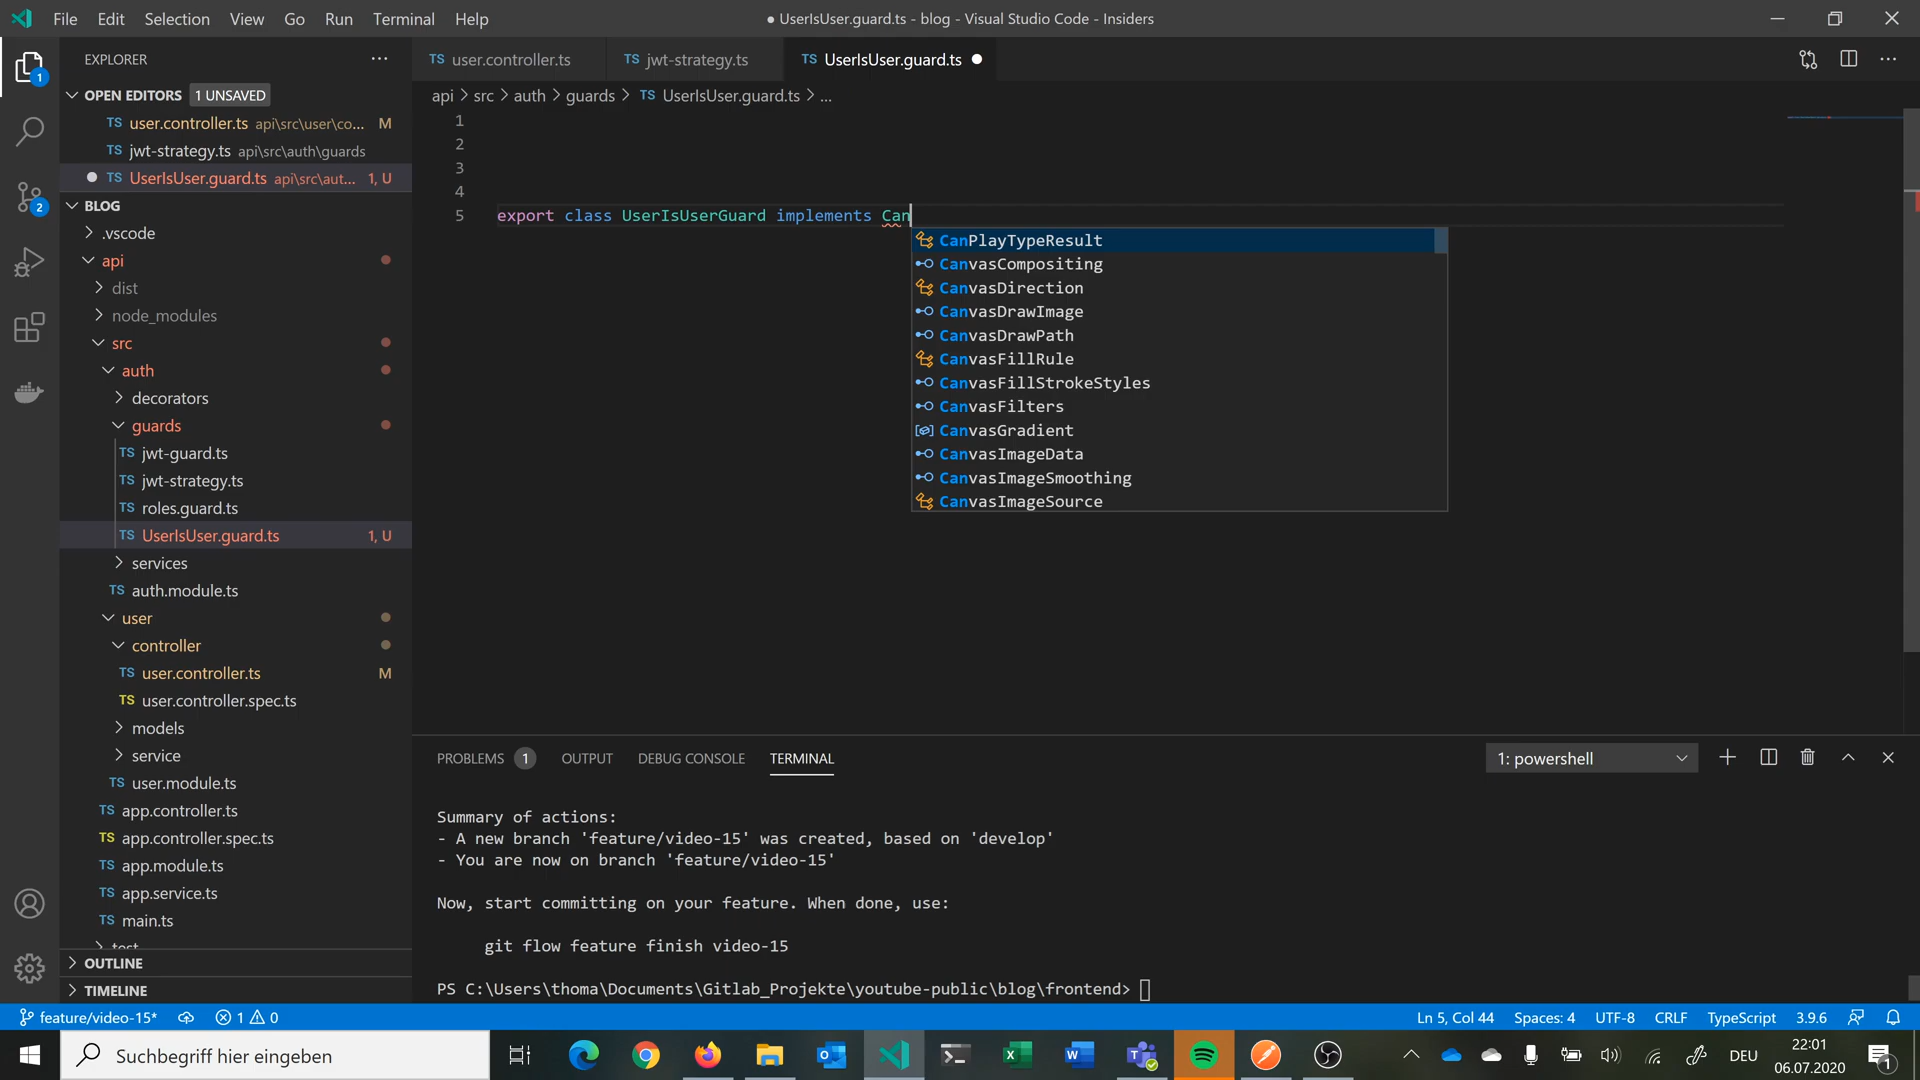 File Edit Selection View Go Run Terminal Help
● UserIsUser.guard.ts - blog - Visual Studio Code - Insiders
EXPLORER
OPEN EDITORS 1 UNSAVED
TS user.controller.ts api\src\user\co... M
TS jwt-strategy.ts api\src\auth\guards
● TS UserIsUser.guard.ts api\src\aut... 1, U
BLOG
.vscode
api
dist
node_modules
src
auth
decorators
guards
TS jwt-guard.ts
TS jwt-strategy.ts
TS roles.guard.ts
TS UserIsUser.guard.ts 1, U
services
TS auth.module.ts
user
controller
TS user.controller.ts M
TS user.controller.spec.ts
models
service
TS user.module.ts
TS app.controller.ts
TS app.controller.spec.ts
TS app.module.ts
TS app.service.ts
TS main.ts
test
OUTLINE
TIMELINE
1
2
TS user.controller.ts
TS jwt-strategy.ts
TS UserIsUser.guard.ts ●
api > src > auth > guards > TS UserIsUser.guard.ts > ...
1
2
3
4
5 export class UserIsUserGuard implements Can
CanPlayTypeResult
CanvasCompositing
CanvasDirection
CanvasDrawImage
CanvasDrawPath
CanvasFillRule
CanvasFillStrokeStyles
CanvasFilters
CanvasGradient
CanvasImageData
CanvasImageSmoothing
CanvasImageSource
PROBLEMS 1 OUTPUT DEBUG CONSOLE TERMINAL
1: powershell
Summary of actions:
- A new branch 'feature/video-15' was created, based on 'develop'
- You are now on branch 'feature/video-15'
Now, start committing on your feature. When done, use:
git flow feature finish video-15
PS C:\Users\thoma\Documents\Gitlab_Projekte\youtube-public\blog\frontend>
feature/video-15* 1 0
Ln 5, Col 44 Spaces: 4 UTF-8 CRLF TypeScript 3.9.6
Suchbegriff hier eingeben
DEU
22:01
06.07.2020
1